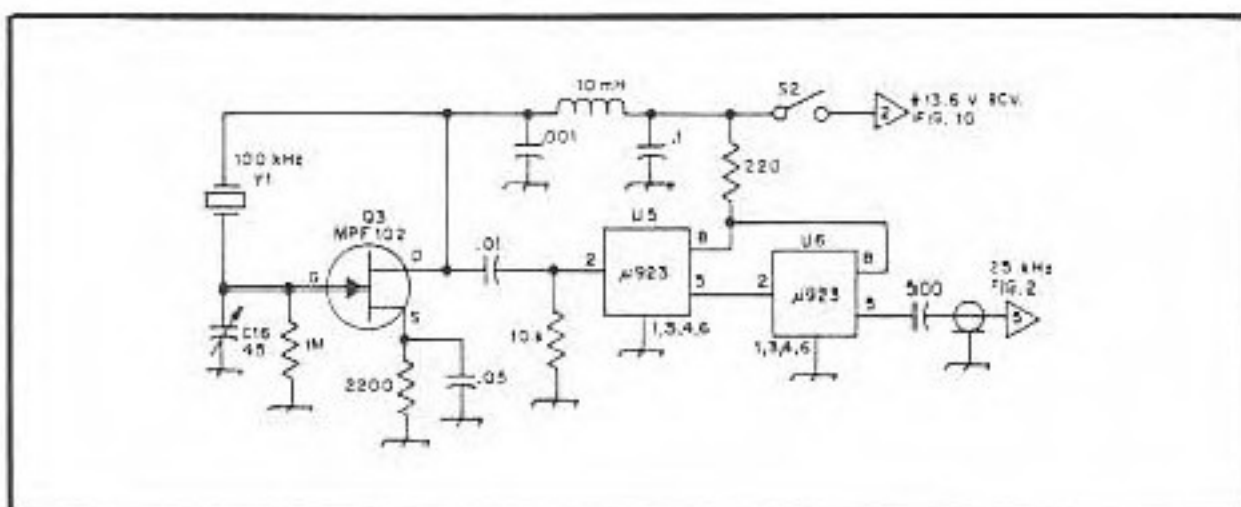 10 mH
S2
2
+13.6 V RCV.
FIG. 10
.001
.1
220
100 kHz
Y1
Q3
MPF102
D
G
S
.01
2
U5
μ923
8
5
1,3,4,6
2
U6
μ923
8
5
1,3,4,6
25 kHz
FIG. 2
5
C16
45
1M
2200
.05
10 k